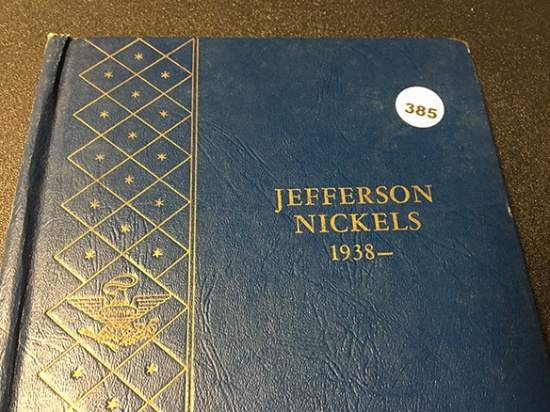 385
JEFFERSON
NICKELS
1938—